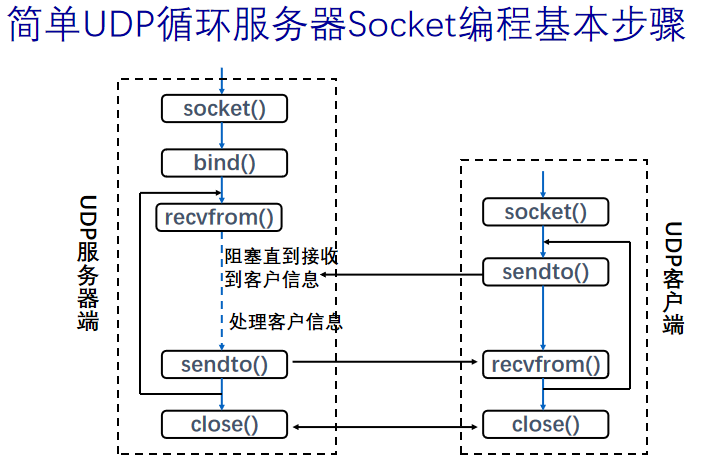 简单UDP循环服务器Socket编程基本步骤
UDP服务器端
socket()
bind()
recvfrom()
阻塞直到接收
到客户信息
处理客户信息
sendto()
close()
socket()
sendto()
recvfrom()
close()
UDP客户端